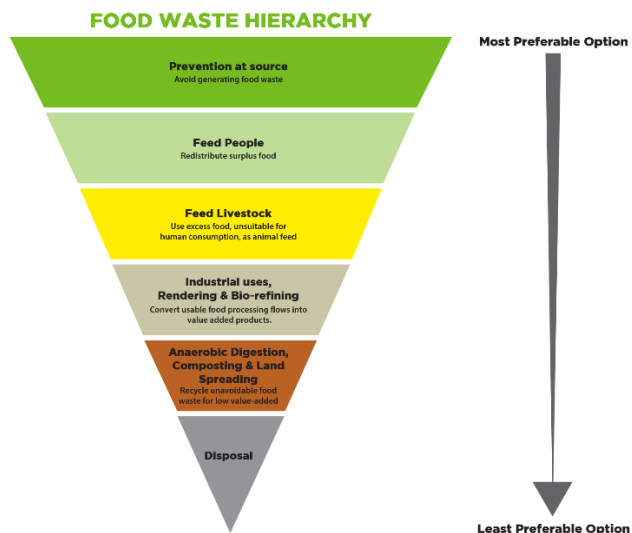 FOOD WASTE HIERARCHY
Most Preferable Option
Prevention at source
Avoid generating food waste
Feed People
Redistribute surplus food
Feed Livestock
Use excess food, unsuitable for
human consumption, as animal feed
Industrial uses,
Rendering & Bio-refining
Convert usable food processing flows into
value added products.
Anaerobic Digestion,
Composting & Land
Spreading
Recycle unavoidable food
waste for low value-added
Disposal
Least Preferable Option